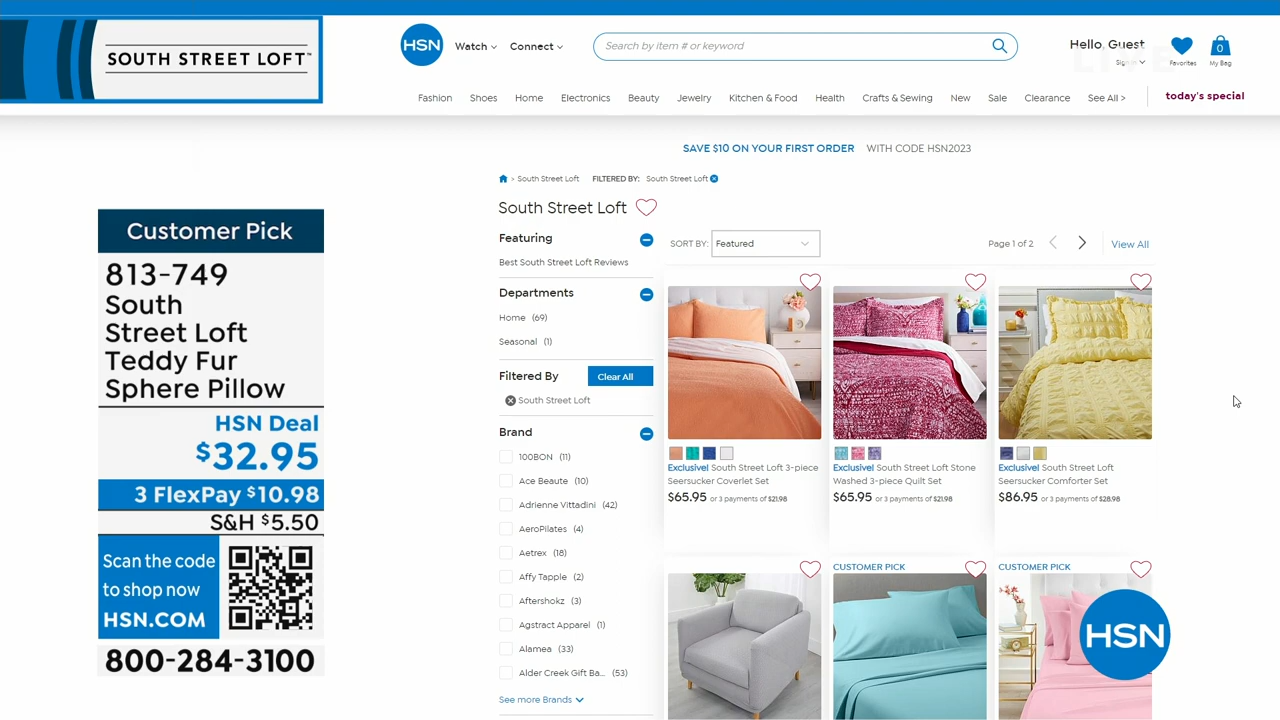 SOUTH STREET LOFT™
HSN
Watch
Connect
Search by item # or keyword
Hello, Guest
Sign In
LIVE
Favorites
0
My Bag
Fashion
Shoes
Home
Electronics
Beauty
Jewelry
Kitchen & Food
Health
Crafts & Sewing
New
Sale
Clearance
See All >
today's special
SAVE $10 ON YOUR FIRST ORDER WITH CODE HSN2023
> South Street Loft FILTERED BY: South Street Loft
South Street Loft
Featuring
Best South Street Loft Reviews
Departments
Home (69)
Seasonal (1)
Filtered By
Clear All
South Street Loft
Brand
100BON (11)
Ace Beaute (10)
Adrienne Vittadini (42)
AeroPilates (4)
Aetrex (18)
Affy Tapple (2)
Aftershokz (3)
Agstract Apparel (1)
Alamea (33)
Alder Creek Gift Ba... (53)
See more Brands
SORT BY:
Featured
Page 1 of 2
View All
Exclusive! South Street Loft 3-piece
Seersucker Coverlet Set
$65.95 or 3 payments of $21.98
Exclusive! South Street Loft Stone
Washed 3-piece Quilt Set
$65.95 or 3 payments of $21.98
Exclusive! South Street Loft
Seersucker Comforter Set
$86.95 or 3 payments of $28.98
CUSTOMER PICK
CUSTOMER PICK
HSN
Customer Pick
813-749
South
Street Loft
Teddy Fur
Sphere Pillow
HSN Deal
$32.95
3 FlexPay $10.98
S&H $5.50
Scan the code
to shop now
HSN.COM
800-284-3100